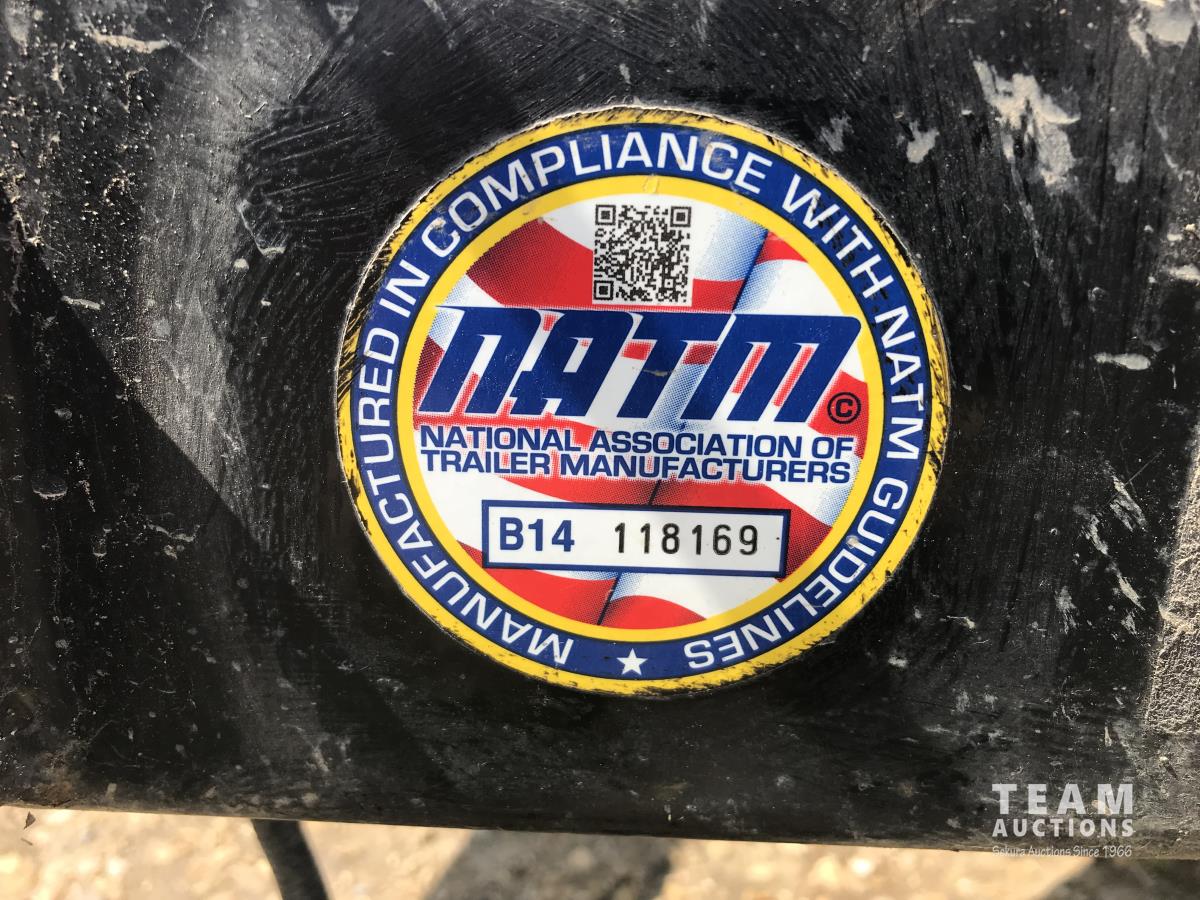 MANUFACTURED IN COMPLIANCE WITH NATM GUIDELINES
NATM ©
NATIONAL ASSOCIATION OF
TRAILER MANUFACTURERS
B14 118169
TEAM
AUCTIONS
Sakura Auctions Since 1966